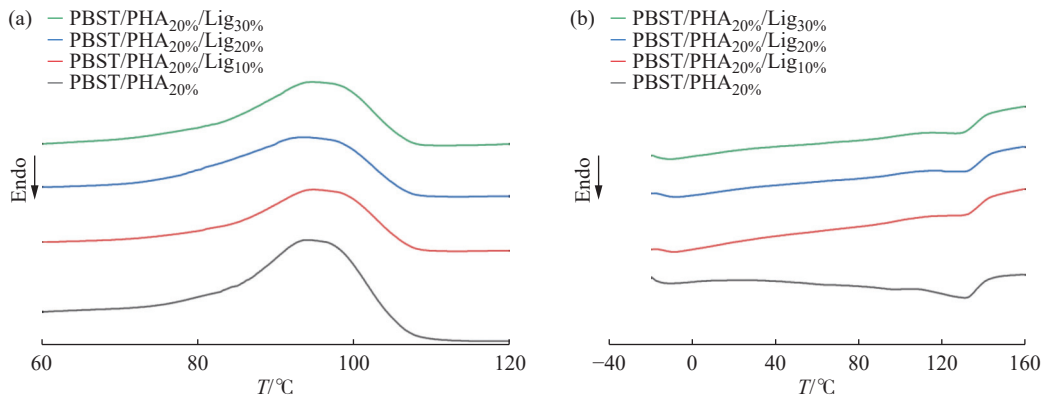 (a)
PBST/PHA20%/Lig30%
PBST/PHA20%/Lig20%
PBST/PHA20%/Lig10%
PBST/PHA20%
Endo
60 80 100 120
T/℃
(b)
PBST/PHA20%/Lig30%
PBST/PHA20%/Lig20%
PBST/PHA20%/Lig10%
PBST/PHA20%
Endo
−40 0 40 80 120 160
T/℃